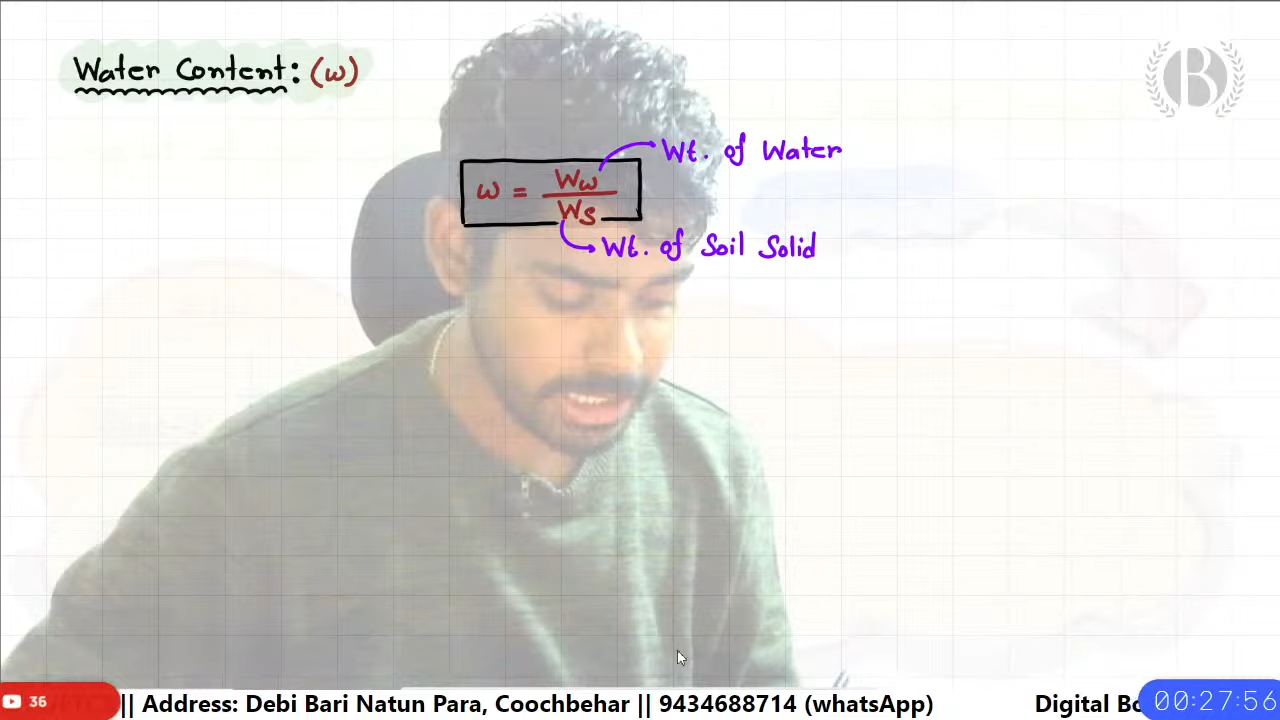 Water Content: (w)
Wt. of Water
w = Ww / Ws
Wt. of Soil Solid
B
36 || Address: Debi Bari Natun Para, Coochbehar || 9434688714 (whatsApp) Digital 00:27:56